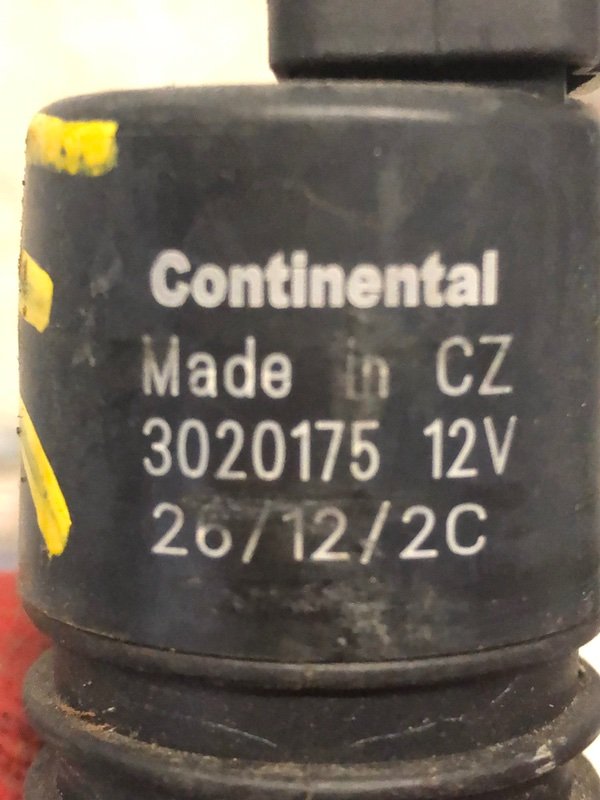 Continental
Made in CZ
3020175 12V
26/12/2C